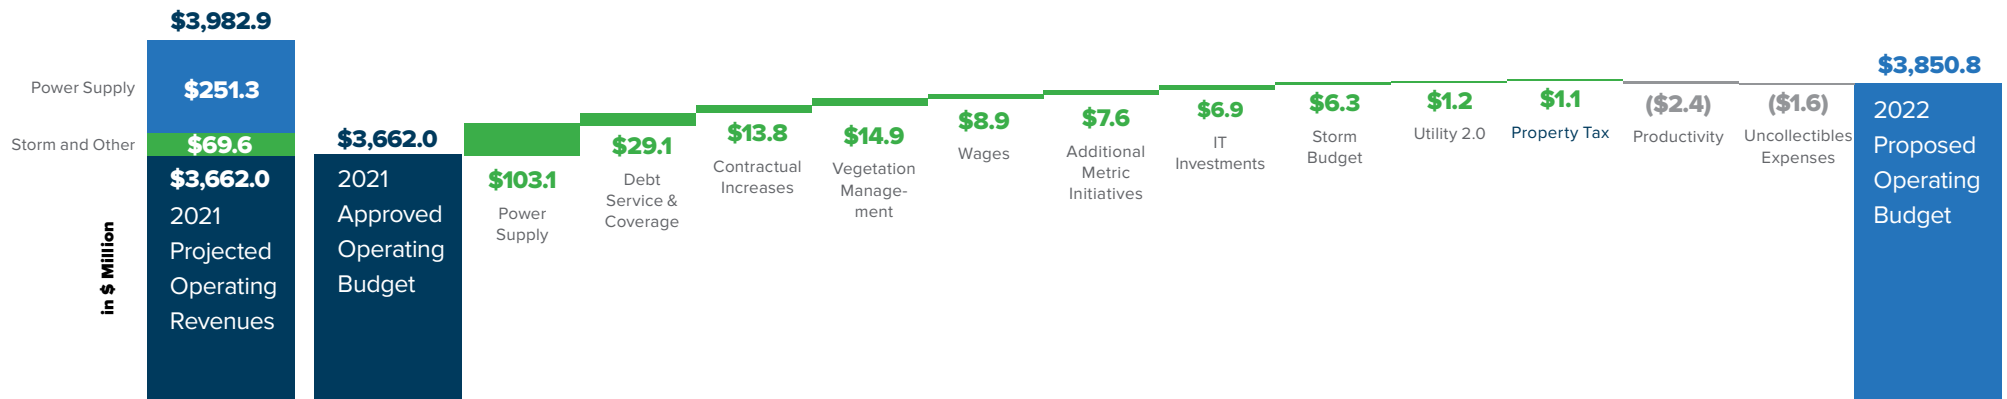 $3,982.9
Power Supply
$251.3
Storm and Other
$69.6
$3,662.0
2021
Projected
Operating
Revenues
in $ Million
$3,662.0
2021
Approved
Operating
Budget
$103.1
Power
Supply
$29.1
Debt
Service &
Coverage
$13.8
Contractual
Increases
$14.9
Vegetation
Manage-
ment
$8.9
Wages
$7.6
Additional
Metric
Initiatives
$6.9
IT
Investments
$6.3
Storm
Budget
$1.2
Utility 2.0
$1.1
Property Tax
($2.4)
Productivity
($1.6)
Uncollectibles
Expenses
$3,850.8
2022
Proposed
Operating
Budget